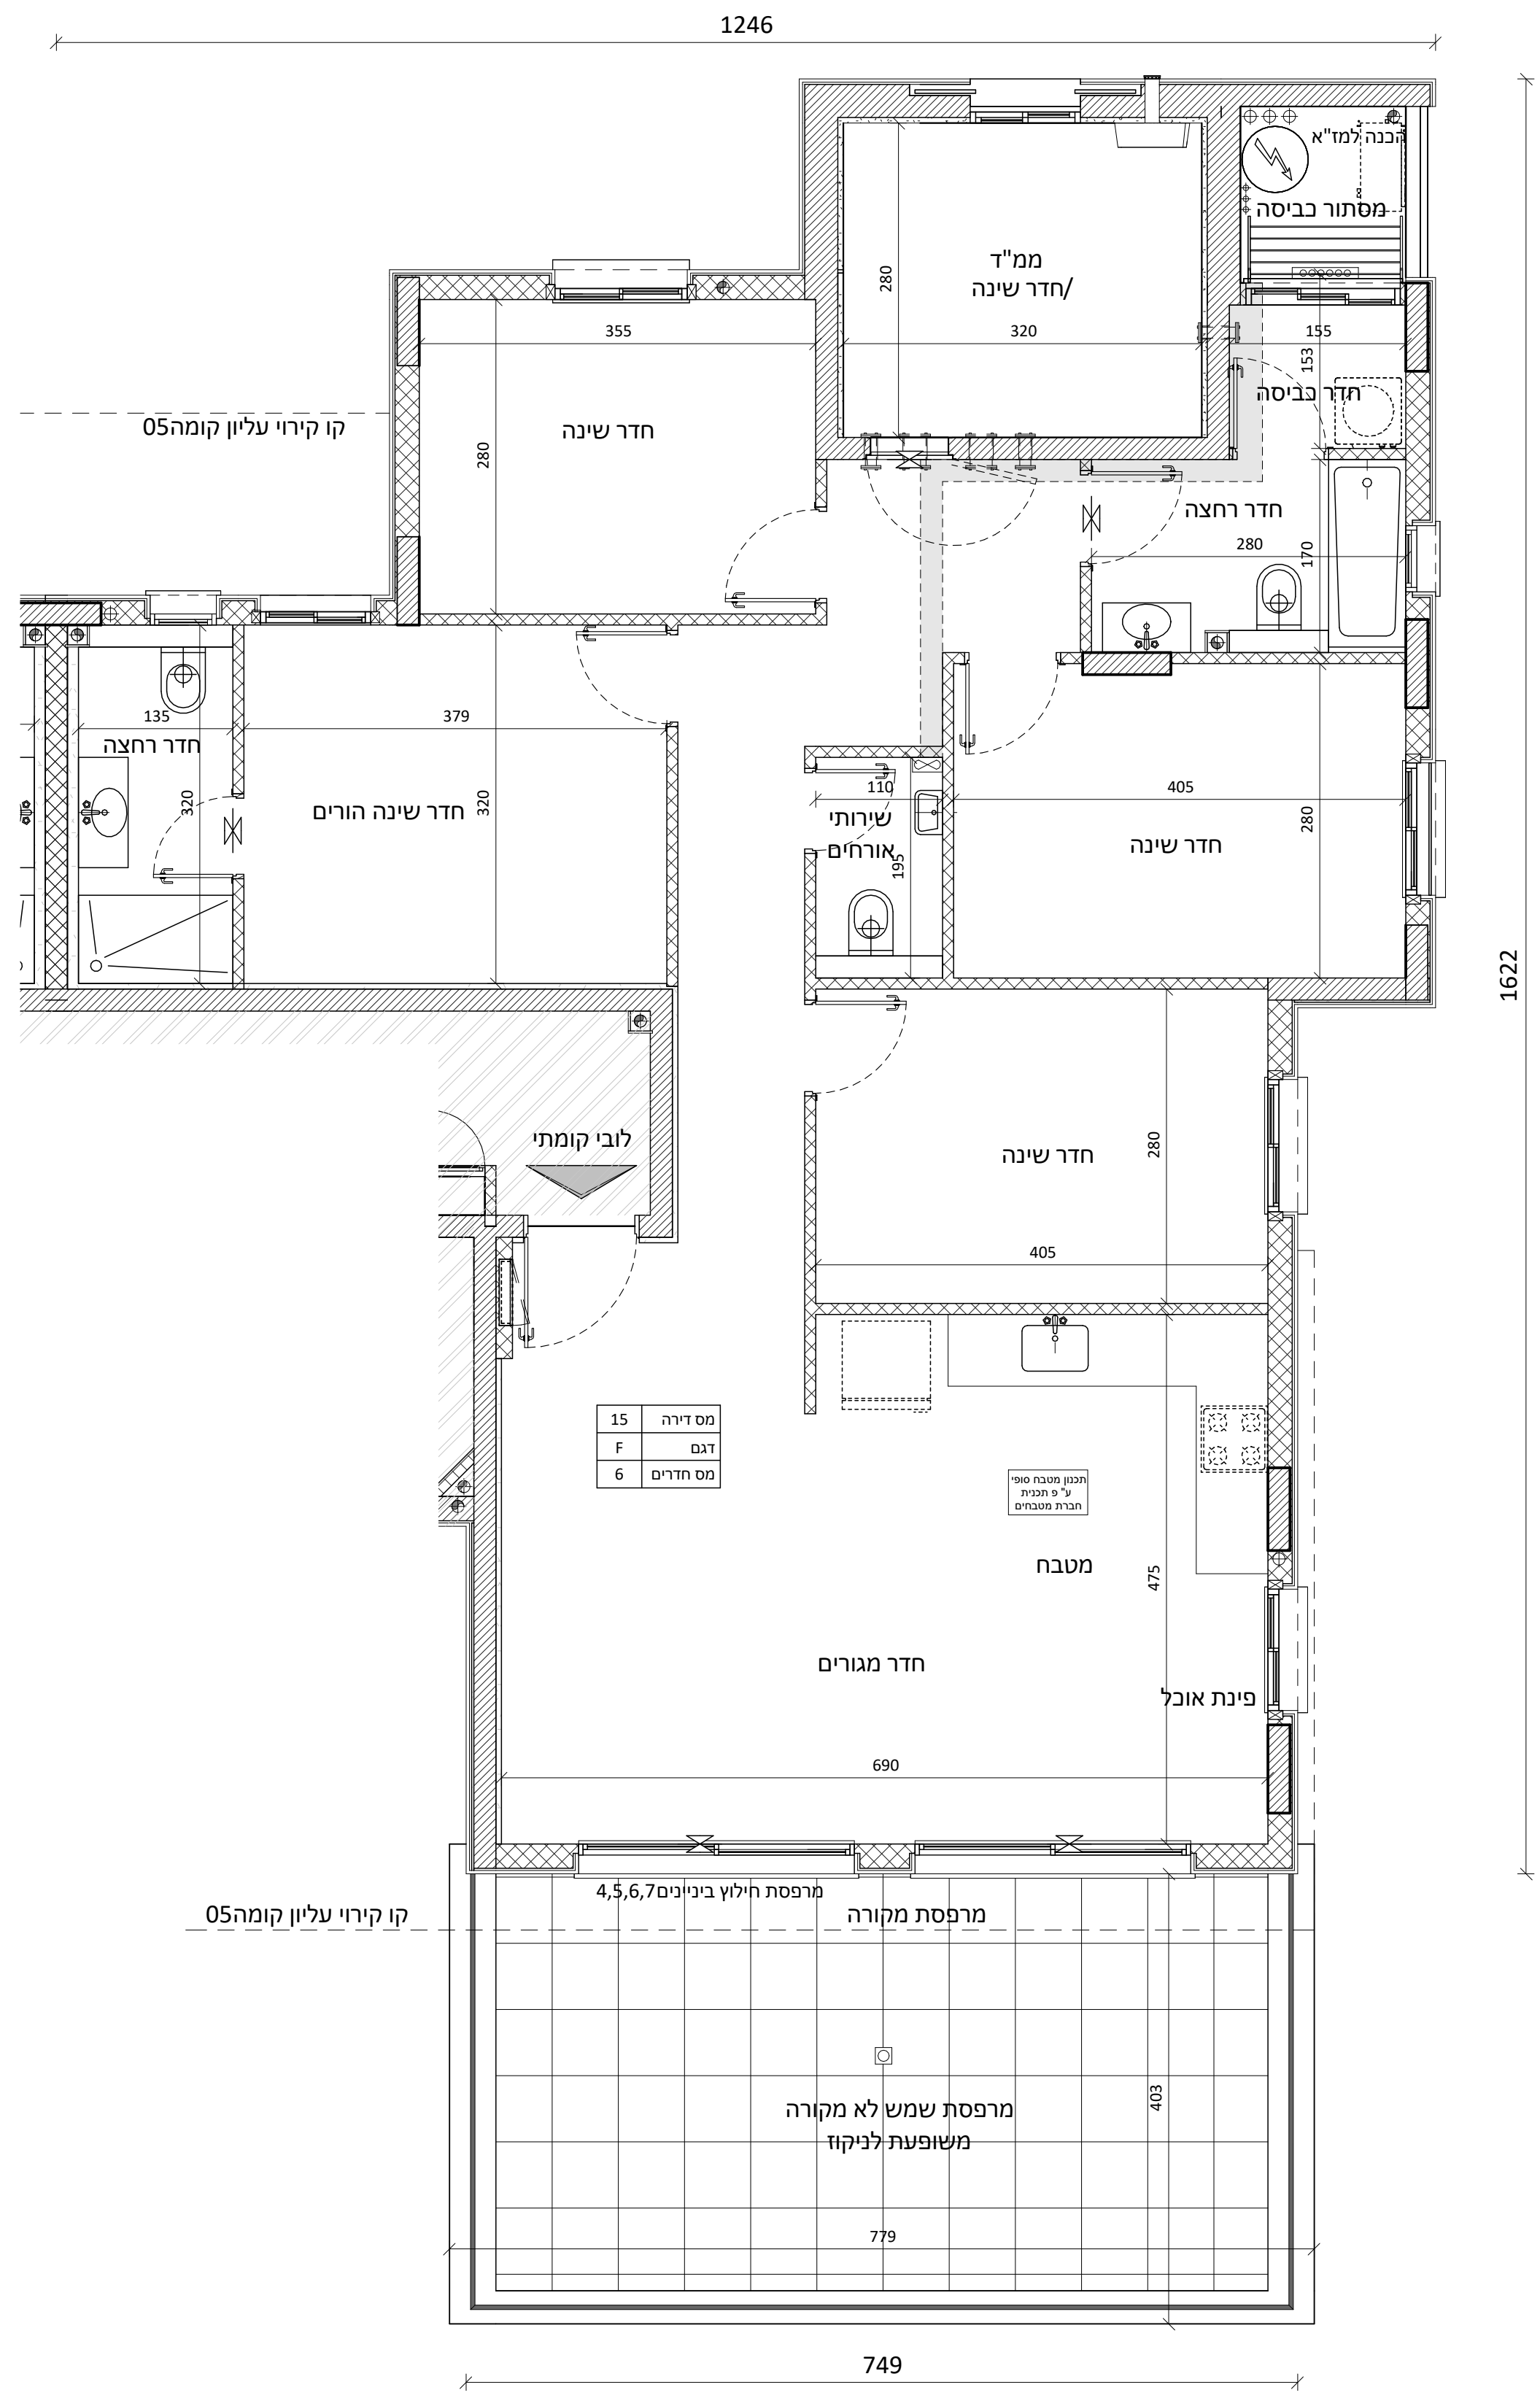 1246
הכנה למז"א
מסתור כביסה
ממ"ד
/חדר שינה
280
320
355
155
153
חדר כביסה
קו קירוי עליון קומה05
חדר שינה
280
חדר רחצה
280
170
135
חדר רחצה
320
379
חדר שינה הורים
320
110
שירותי
אורחים
195
405
חדר שינה
280
1622
לובי קומתי
חדר שינה
280
405
מס דירה 15
דגם F
מס חדרים 6
תכנון מטבח סופי
ע" פ תכנית
חברת מטבחים
מטבח
475
חדר מגורים
פינת אוכל
690
מרפסת חילוץ ביניינים4,5,6,7
קו קירוי עליון קומה05
מרפסת מקורה
מרפסת שמש לא מקורה
משופעת לניקוז
403
779
749